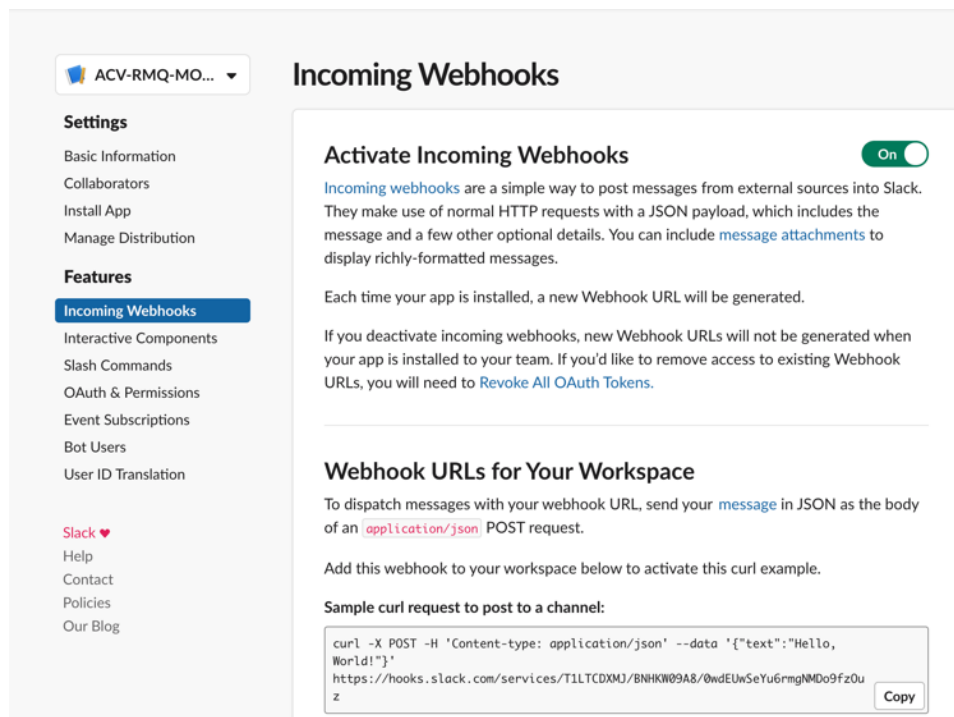 ACV-RMQ-MO...
Incoming Webhooks
Settings
Basic Information
Collaborators
Install App
Manage Distribution
Features
Incoming Webhooks
Interactive Components
Slash Commands
OAuth & Permissions
Event Subscriptions
Bot Users
User ID Translation
Slack ♥
Help
Contact
Policies
Our Blog
Activate Incoming Webhooks
On
Incoming webhooks are a simple way to post messages from external sources into Slack.
They make use of normal HTTP requests with a JSON payload, which includes the
message and a few other optional details. You can include message attachments to
display richly-formatted messages.
Each time your app is installed, a new Webhook URL will be generated.
If you deactivate incoming webhooks, new Webhook URLs will not be generated when
your app is installed to your team. If you'd like to remove access to existing Webhook
URLs, you will need to Revoke All OAuth Tokens.
Webhook URLs for Your Workspace
To dispatch messages with your webhook URL, send your message in JSON as the body
of an application/json POST request.
Add this webhook to your workspace below to activate this curl example.
Sample curl request to post to a channel:
curl -X POST -H 'Content-type: application/json' --data '{"text":"Hello,
World!"}'
https://hooks.slack.com/services/T1LTCDXMJ/BNHKW09A8/0wdEUwSeYu6rmgNMDo9fzOu
z
Copy